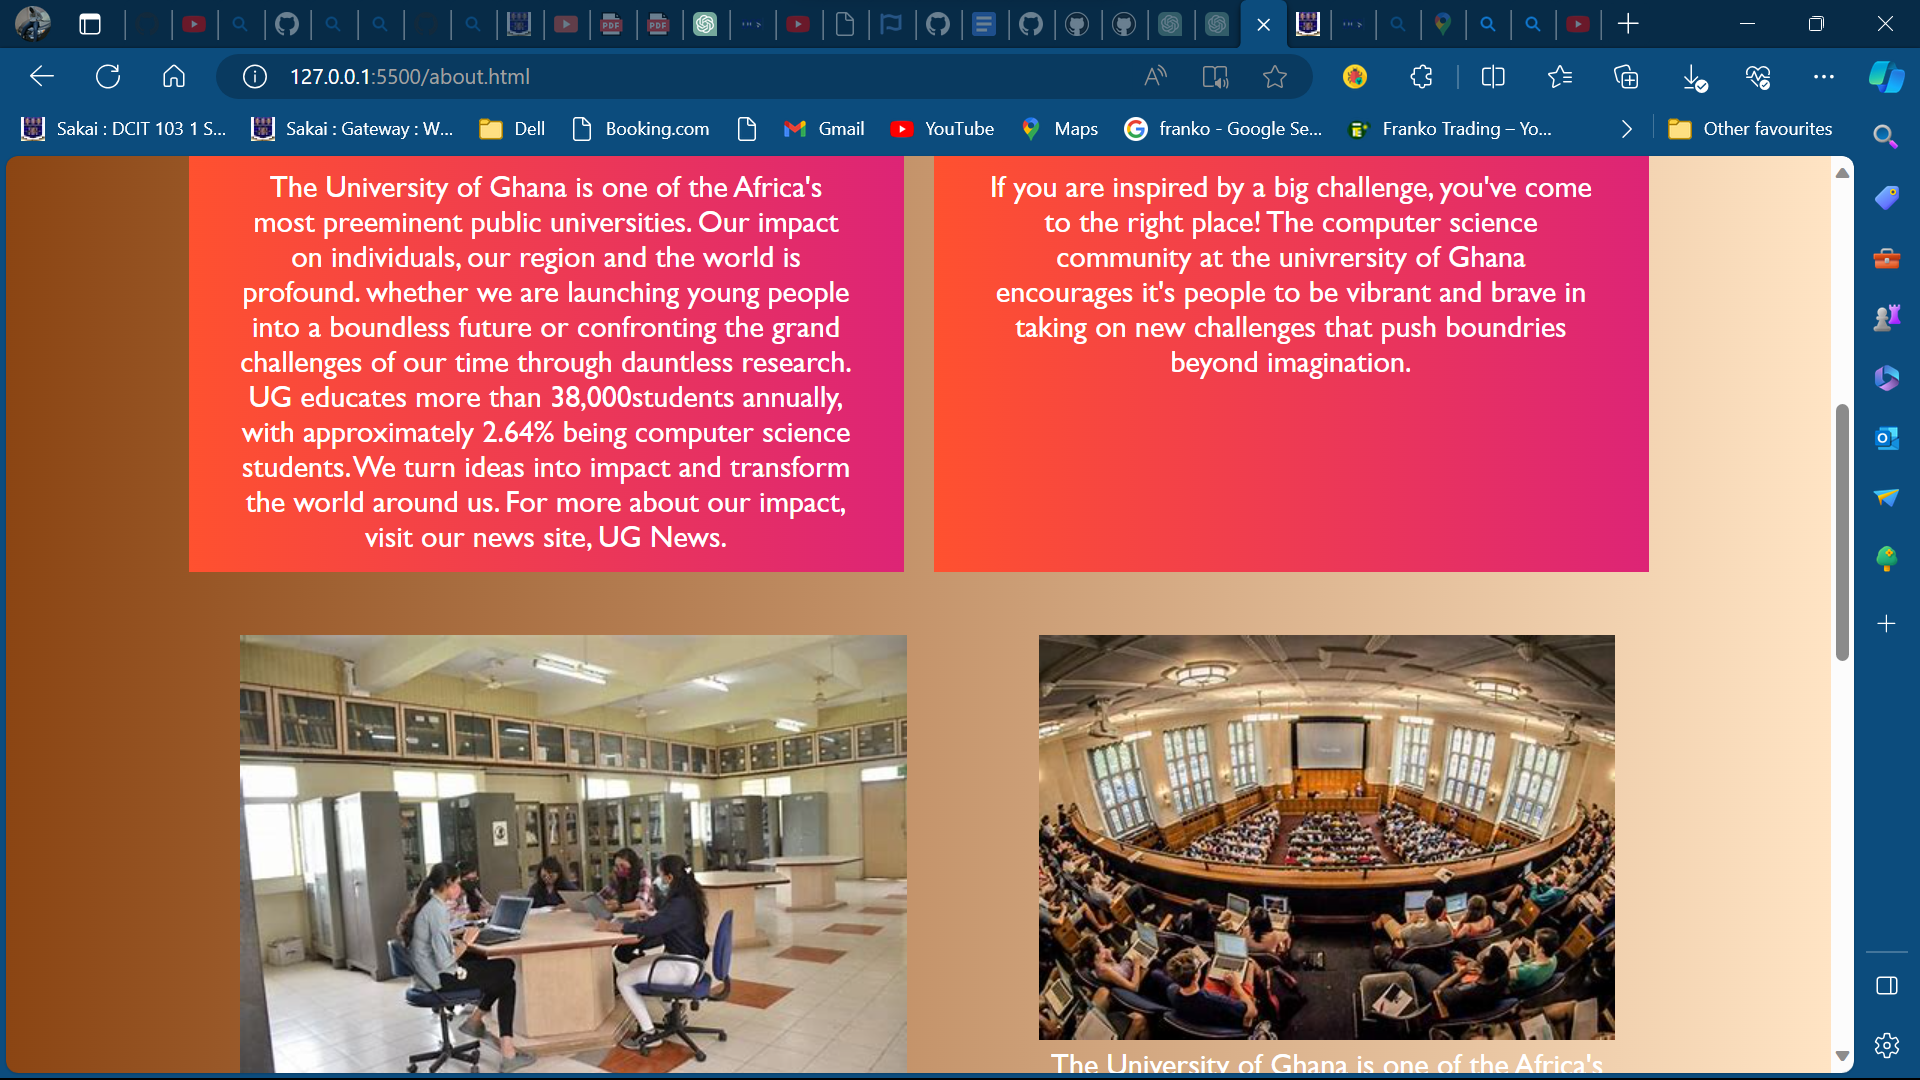 127.0.0.1:5500/about.html
Sakai : DCIT 103 1 S...
Sakai : Gateway : W...
Dell
Booking.com
Gmail
YouTube
Maps
franko - Google Se...
Franko Trading – Yo...
Other favourites
The University of Ghana is one of the Africa's
most preeminent public universities. Our impact
on individuals, our region and the world is
profound. whether we are launching young people
into a boundless future or confronting the grand
challenges of our time through dauntless research.
UG educates more than 38,000students annually,
with approximately 2.64% being computer science
students. We turn ideas into impact and transform
the world around us. For more about our impact,
visit our news site, UG News.
If you are inspired by a big challenge, you've come
to the right place! The computer science
community at the univrersity of Ghana
encourages it's people to be vibrant and brave in
taking on new challenges that push boundries
beyond imagination.
The University of Ghana is one of the Africa's